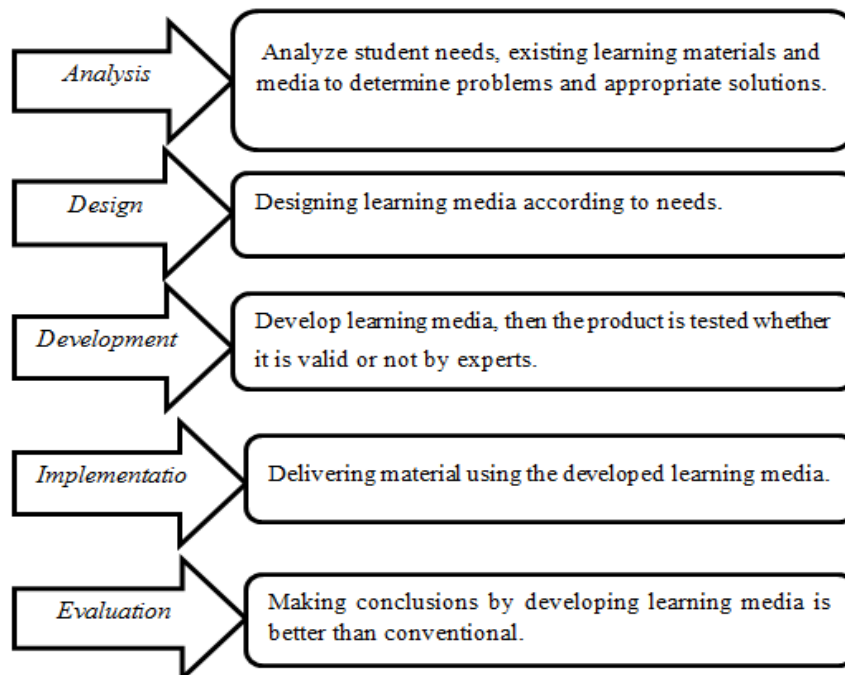 Analysis
Analyze student needs, existing learning materials and
media to determine problems and appropriate solutions.
Design
Designing learning media according to needs.
Development
Develop learning media, then the product is tested whether
it is valid or not by experts.
Implementatio
Delivering material using the developed learning media.
Evaluation
Making conclusions by developing learning media is
better than conventional.